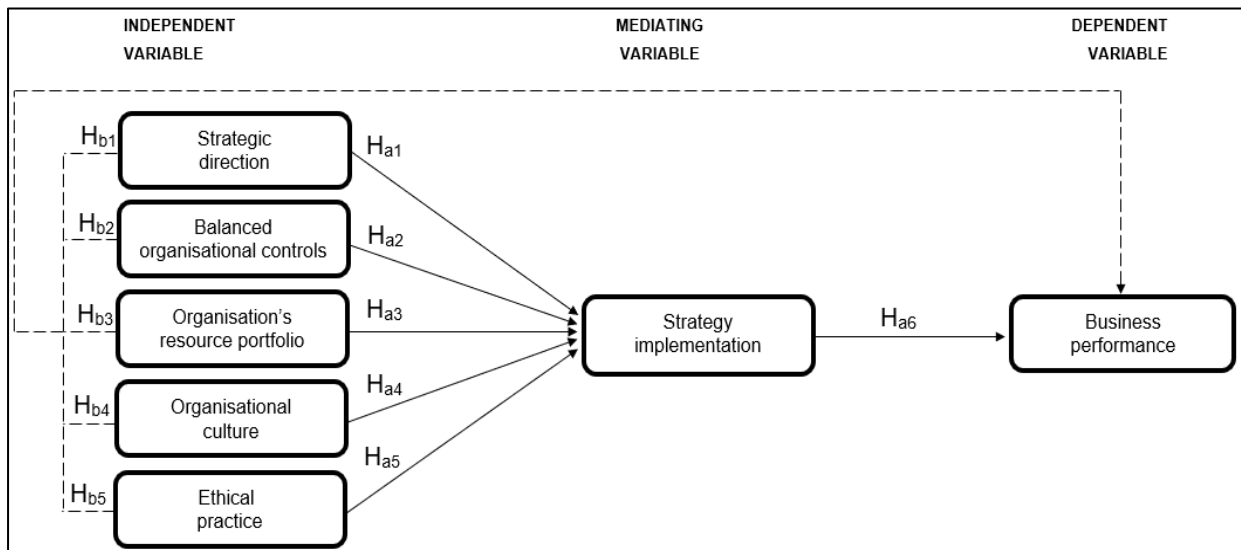 INDEPENDENT
VARIABLE
MEDIATING
VARIABLE
DEPENDENT
VARIABLE
Hb1
Strategic
direction
Ha1
Hb2
Balanced
organisational controls
Ha2
Hb3
Organisation's
resource portfolio
Ha3
Hb4
Organisational
culture
Ha4
Hb5
Ethical
practice
Ha5
Strategy
implementation
Ha6
Business
performance